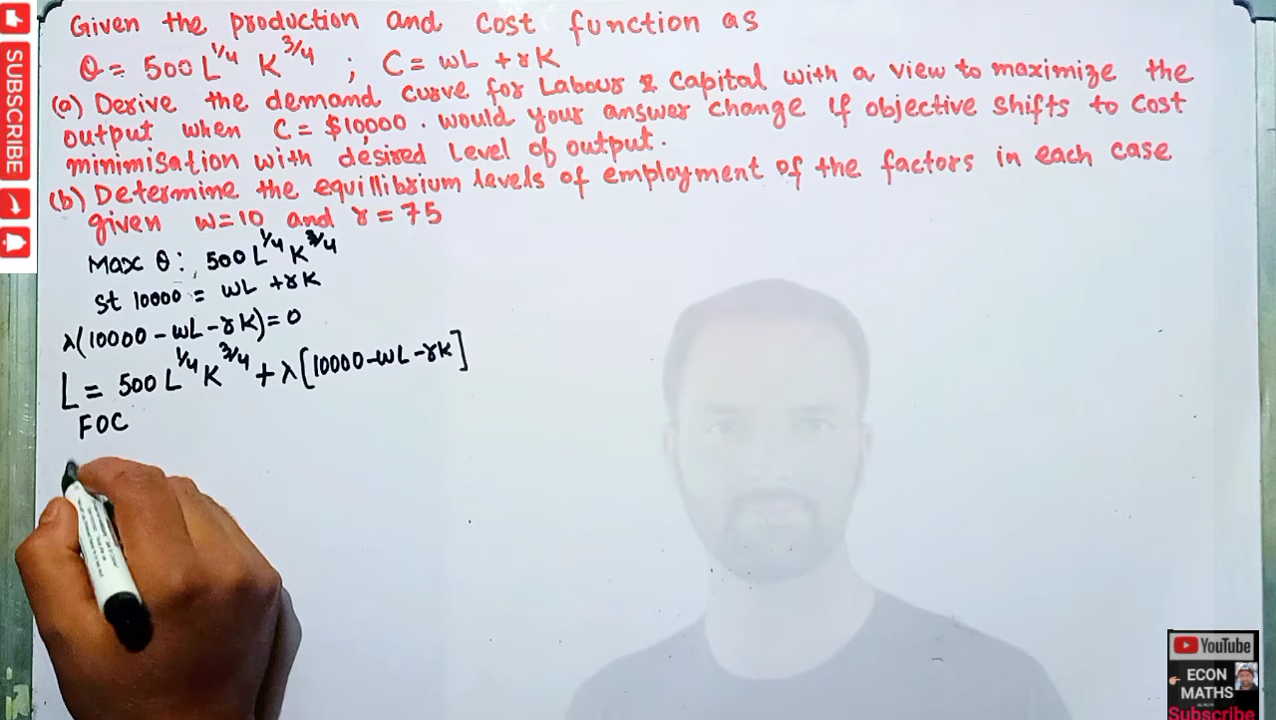 SUBSCRIBE
Given the production and cost function as
Q = 500 L^1/4 K^3/4 ; C = wL + rK
(a) Derive the demand curve for Labour & Capital with a view to maximize the
output when C = $10,000. would your answer change if objective shifts to cost
minimisation with desired Level of output.
(b) Determine the equillibrium levels of employment of the factors in each case
given w=10 and r = 75
Max Q: 500 L^1/4 K^3/4
St 10000 = wL + rK
λ(10000 - wL - rK) = 0
L = 500 L^1/4 K^3/4 + λ[10000 - wL - rK]
FOC
YouTube
ECON
MATHS
Subscribe